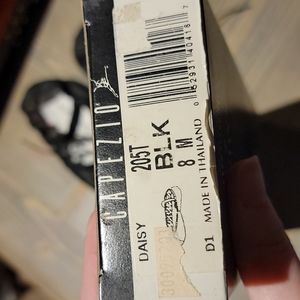 CAPEZIO
DAISY
205T
BLK
8 M
MADE IN THAILAND
D1